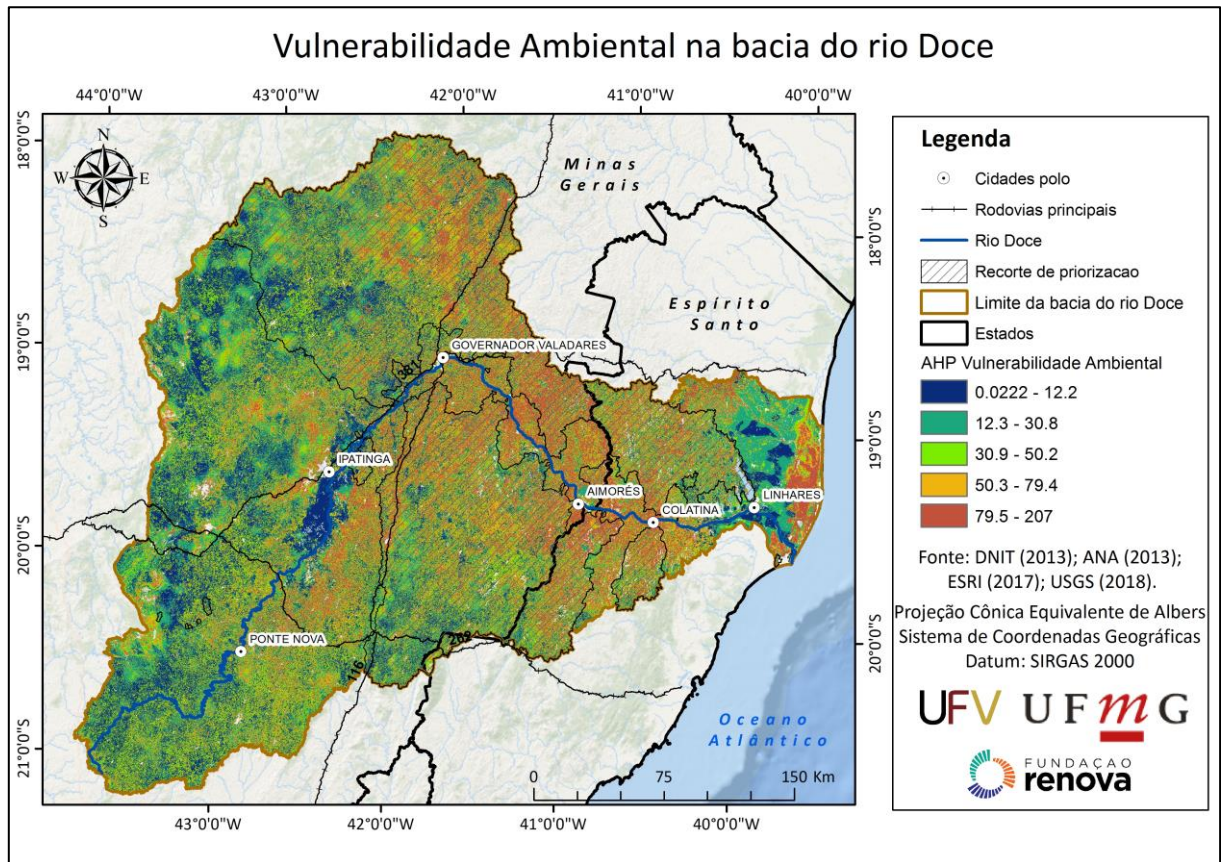 Vulnerabilidade Ambiental na bacia do rio Doce
44°0'0"W
43°0'0"W
42°0'0"W
41°0'0"W
40°0'0"W
18°0'0"S
19°0'0"S
20°0'0"S
21°0'0"S
N
W
E
S
Minas
Gerais
Espírito
Santo
GOVERNADOR VALADARES
381
IPATINGA
AIMORÉS
COLATINA
LINHARES
PONTE NOVA
262
116
Oceano
Atlântico
0
75
150 Km
18°0'0"S
19°0'0"S
20°0'0"S
43°0'0"W
42°0'0"W
41°0'0"W
40°0'0"W
Legenda
Cidades polo
Rodovias principais
Rio Doce
Recorte de priorizacao
Limite da bacia do rio Doce
Estados
AHP Vulnerabilidade Ambiental
0.0222 - 12.2
12.3 - 30.8
30.9 - 50.2
50.3 - 79.4
79.5 - 207
Fonte: DNIT (2013); ANA (2013);
ESRI (2017); USGS (2018).
Projeção Cônica Equivalente de Albers
Sistema de Coordenadas Geográficas
Datum: SIRGAS 2000
UFV
UFmG
FUNDAÇAO
renova